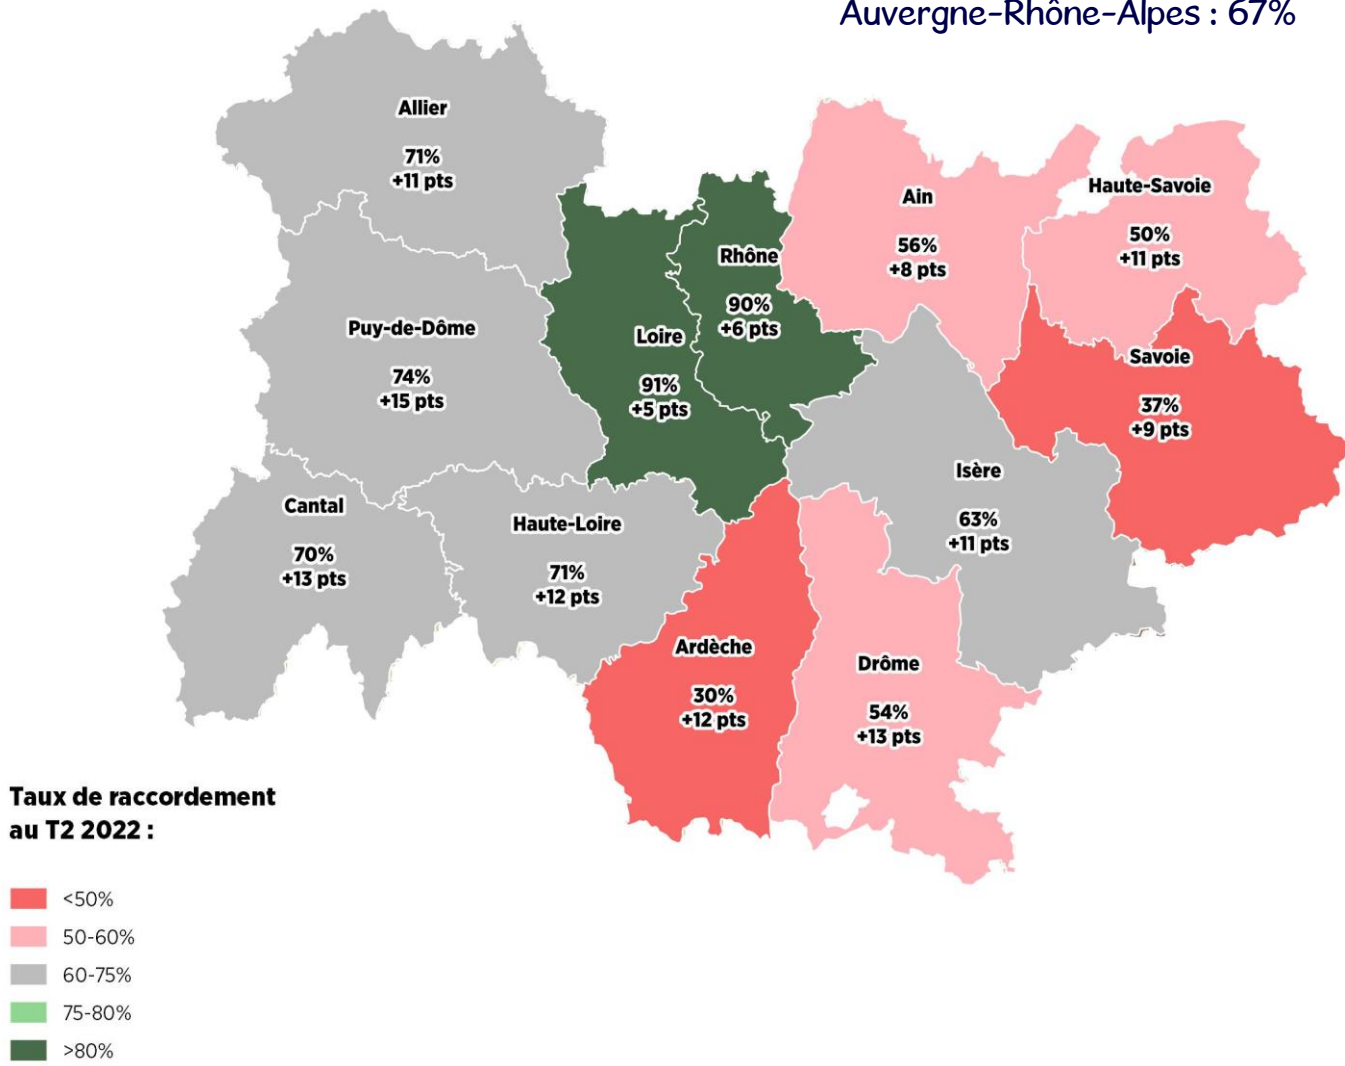 Auvergne-Rhône-Alpes : 67%
Allier
71%
+11 pts
Ain
56%
+8 pts
Haute-Savoie
50%
+11 pts
Rhône
90%
+6 pts
Puy-de-Dôme
74%
+15 pts
Loire
91%
+5 pts
Savoie
37%
+9 pts
Isère
63%
+11 pts
Cantal
70%
+13 pts
Haute-Loire
71%
+12 pts
Ardèche
30%
+12 pts
Drôme
54%
+13 pts
Taux de raccordement
au T2 2022 :
<50%
50-60%
60-75%
75-80%
>80%